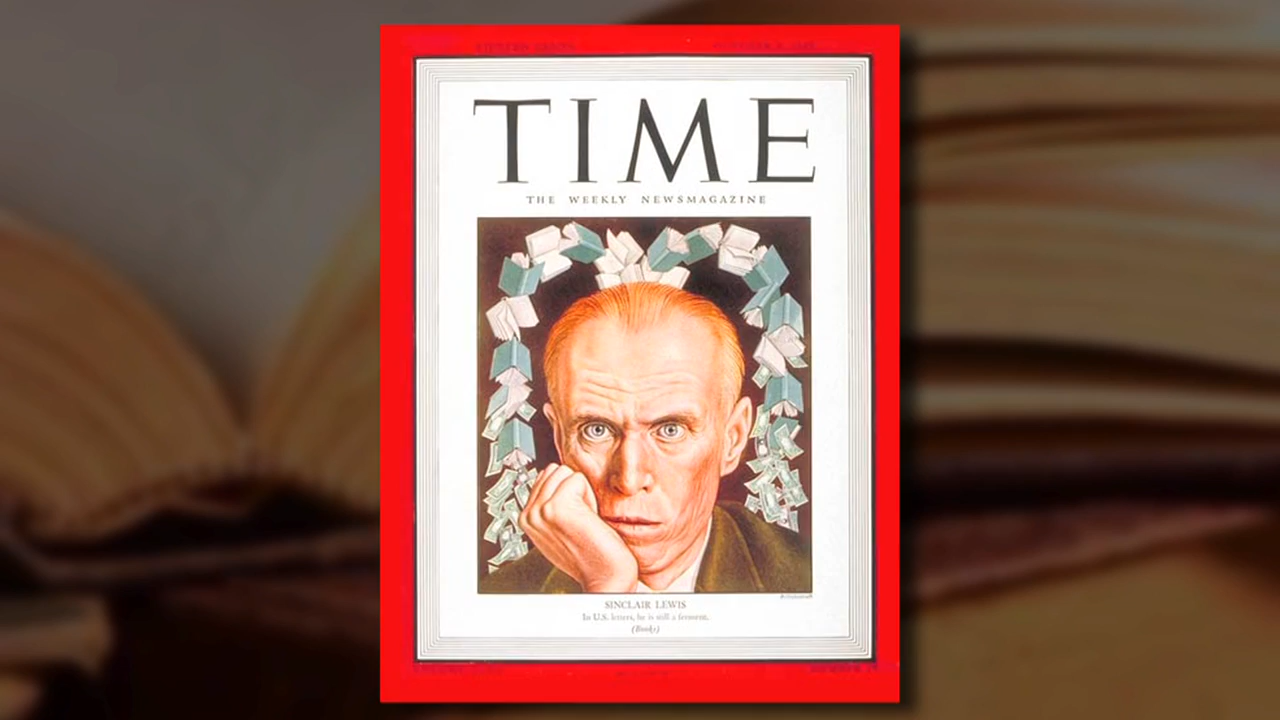 TIME
THE WEEKLY NEWSMAGAZINE
SINCLAIR LEWIS
In U.S. letters, he is still a ferment.
(Books)